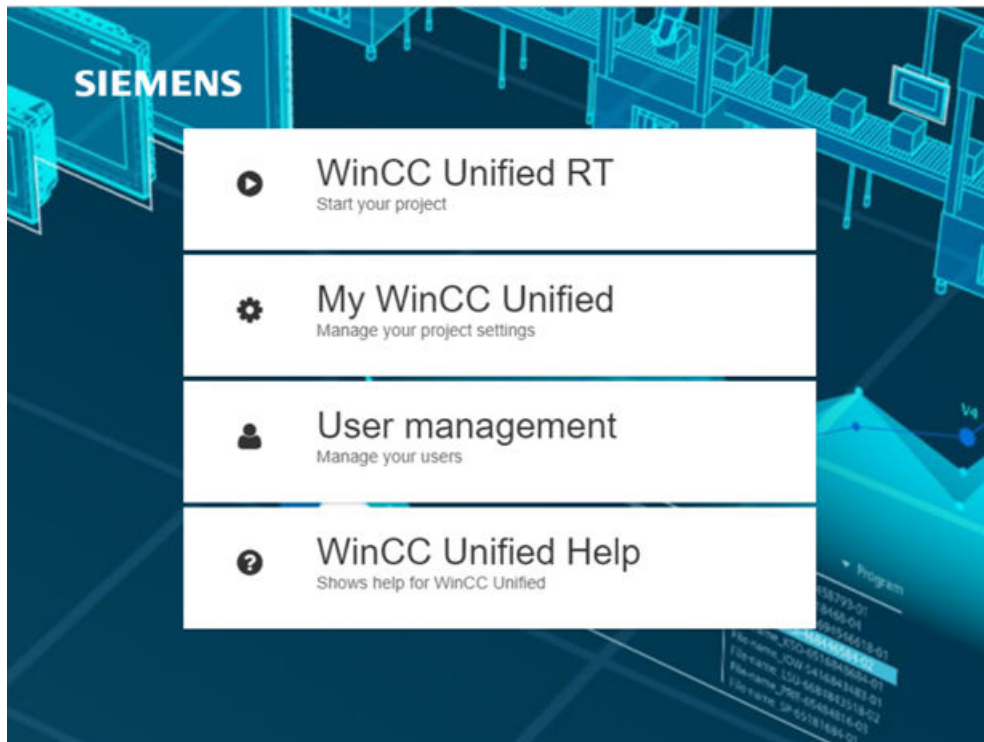 SIEMENS
WinCC Unified RT
Start your project
My WinCC Unified
Manage your project settings
User management
Manage your users
WinCC Unified Help
Shows help for WinCC Unified
V4
Program